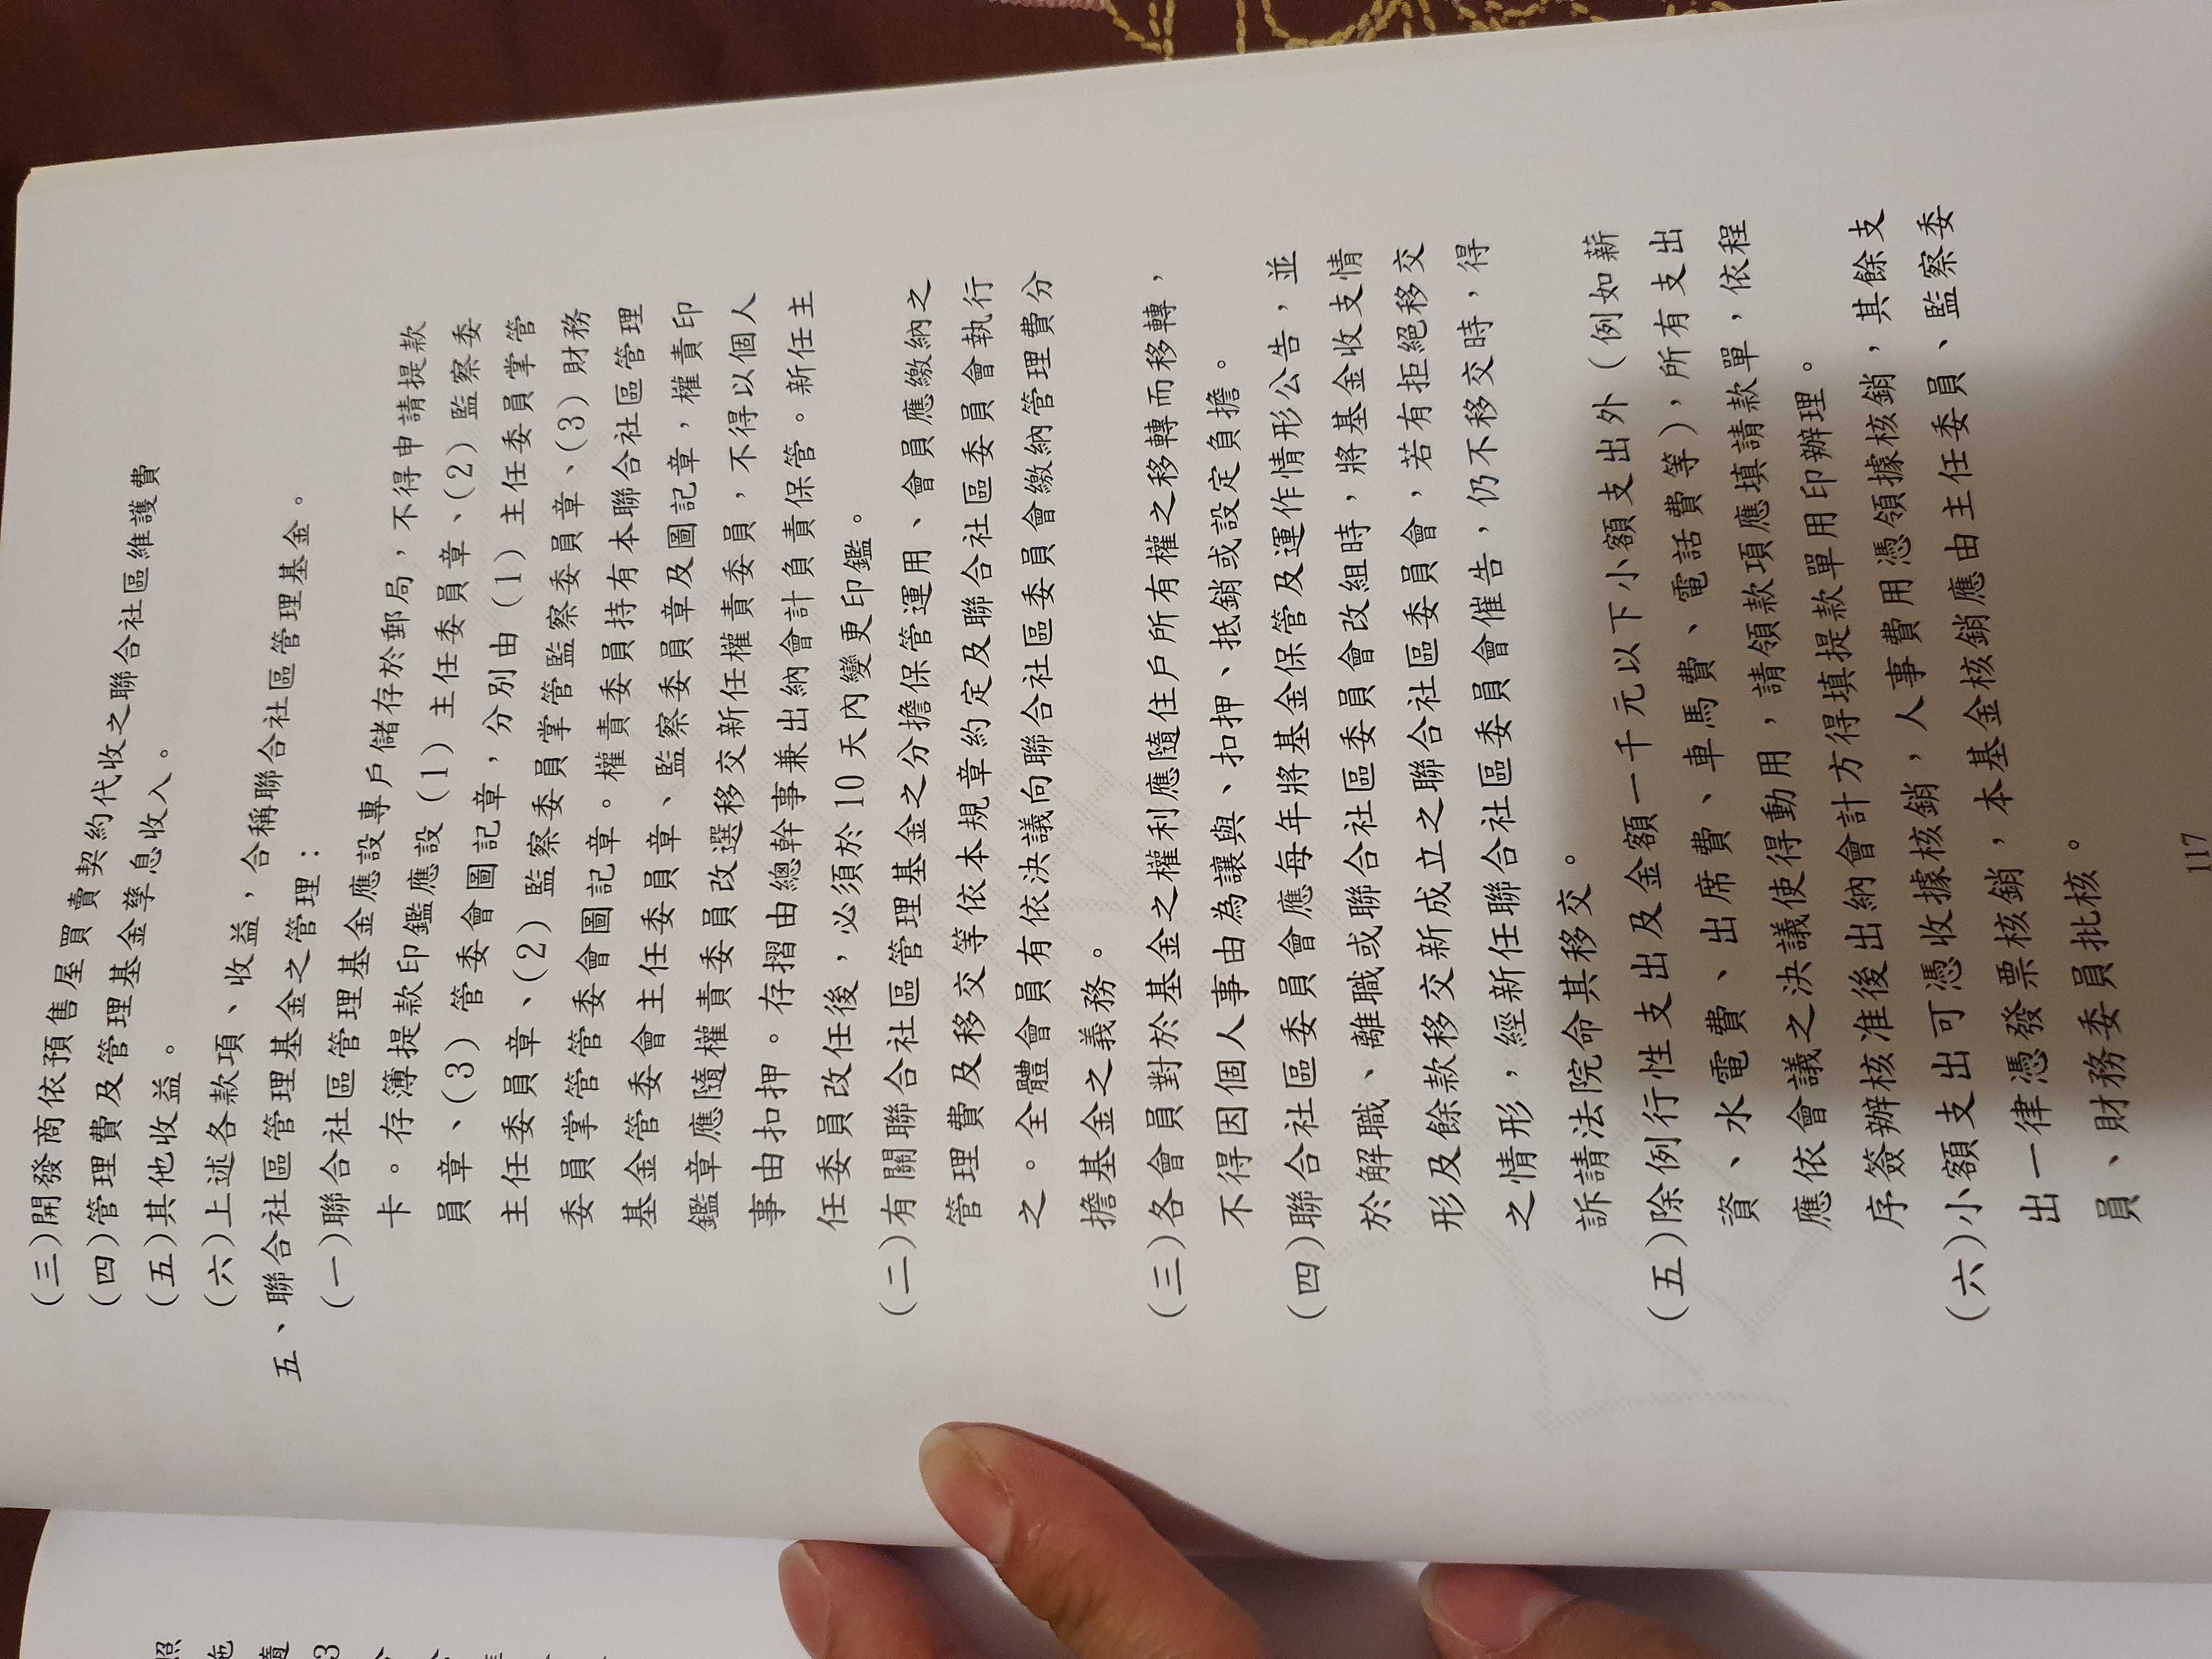 (三)開發商依預售屋買賣契約代收之聯合社區維護費
(四)管理費及管理基金孳息收入。
(五)其他收益。
(六)上述各款項、收益，合稱聯合社區管理基金。
五、聯合社區管理基金之管理：
(一)聯合社區管理基金應設專戶儲存於郵局，不得申請提款
卡。存簿提款印鑑應設（1）主任委員章、（2）監察委
員章、（3）管委會圖記章，分別由（1）主任委員掌管
主任委員章、（2）監察委員掌管監察委員章、（3）財務
委員掌管管委會圖記章。權責委員持有本聯合社區管理
基金管委會主任委員章、監察委員章及圖記章，權責印
鑑章應隨權責委員改選移交新任權責委員，不得以個人
事由扣押。存摺由總幹事兼出納會計負責保管。新任主
任委員改任後，必須於 10 天內變更印鑑。
(二)有關聯合社區管理基金之分擔保管運用、會員應繳納之
管理費及移交等依本規章約定及聯合社區委員會執行
之。全體會員有依決議向聯合社區委員會繳納管理費分
擔基金之義務。
(三)各會員對於基金之權利應隨住戶所有權之移轉而移轉，
不得因個人事由為讓與、扣押、抵銷或設定負擔。
(四)聯合社區委員會應每年將基金保管及運作情形公告，並
於解職、離職或聯合社區委員會改組時，將基金收支情
形及餘款移交新成立之聯合社區委員會，若有拒絕移交
之情形，經新任聯合社區委員會催告，仍不移交時，得
訴請法院命其移交。
(五)除例行性支出及金額一千元以下小額支出外（例如薪
資、水電費、出席費、車馬費、電話費等），所有支出
應依會議之決議使得動用，請領款項應填請款單，依程
序簽辦核准後出納會計方得填提款單用印辦理。
(六)小額支出可憑收據核銷，人事費用憑領據核銷，其餘支
出一律憑發票核銷，本基金核銷應由主任委員、監察委
員、財務委員批核。
117